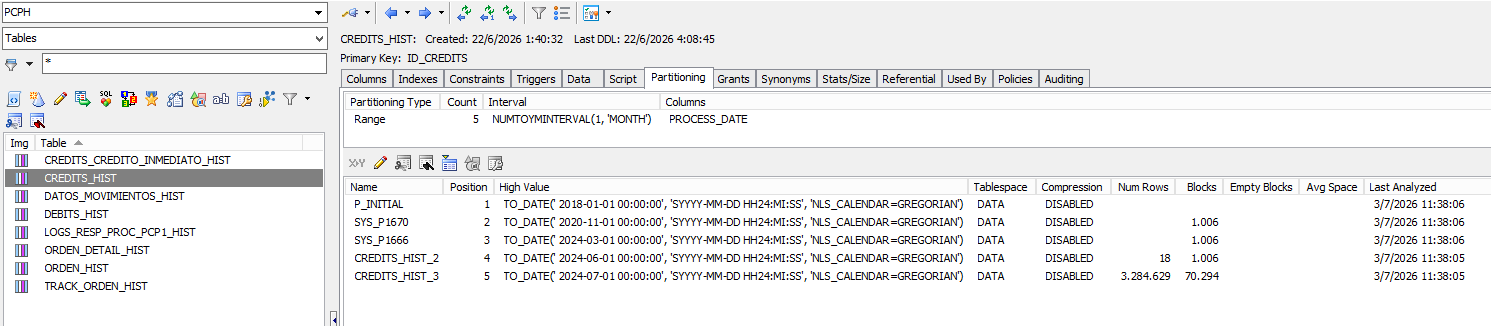 PCPH
Tables
*
Img Table
CREDITS_CREDITO_INMEDIATO_HIST
CREDITS_HIST
DATOS_MOVIMIENTOS_HIST
DEBITS_HIST
LOGS_RESP_PROC_PCP1_HIST
ORDEN_DETAIL_HIST
ORDEN_HIST
TRACK_ORDEN_HIST
CREDITS_HIST: Created: 22/6/2026 1:40:32 Last DDL: 22/6/2026 4:08:45
Primary Key: ID_CREDITS
Columns Indexes Constraints Triggers Data Script Partitioning Grants Synonyms Stats/Size Referential Used By Policies Auditing
Partitioning Type Count Interval Columns
Range 5 NUMTOYMINTERVAL(1, 'MONTH') PROCESS_DATE
Name Position High Value Tablespace Compression Num Rows Blocks Empty Blocks Avg Space Last Analyzed
P_INITIAL 1 TO_DATE(' 2018-01-01 00:00:00', 'SYYYY-MM-DD HH24:MI:SS', 'NLS_CALENDAR=GREGORIAN') DATA DISABLED 3/7/2026 11:38:06
SYS_P1670 2 TO_DATE(' 2020-11-01 00:00:00', 'SYYYY-MM-DD HH24:MI:SS', 'NLS_CALENDAR=GREGORIAN') DATA DISABLED 1.006 3/7/2026 11:38:06
SYS_P1666 3 TO_DATE(' 2024-03-01 00:00:00', 'SYYYY-MM-DD HH24:MI:SS', 'NLS_CALENDAR=GREGORIAN') DATA DISABLED 1.006 3/7/2026 11:38:06
CREDITS_HIST_2 4 TO_DATE(' 2024-06-01 00:00:00', 'SYYYY-MM-DD HH24:MI:SS', 'NLS_CALENDAR=GREGORIAN') DATA DISABLED 18 1.006 3/7/2026 11:38:05
CREDITS_HIST_3 5 TO_DATE(' 2024-07-01 00:00:00', 'SYYYY-MM-DD HH24:MI:SS', 'NLS_CALENDAR=GREGORIAN') DATA DISABLED 3.284.629 70.294 3/7/2026 11:38:05